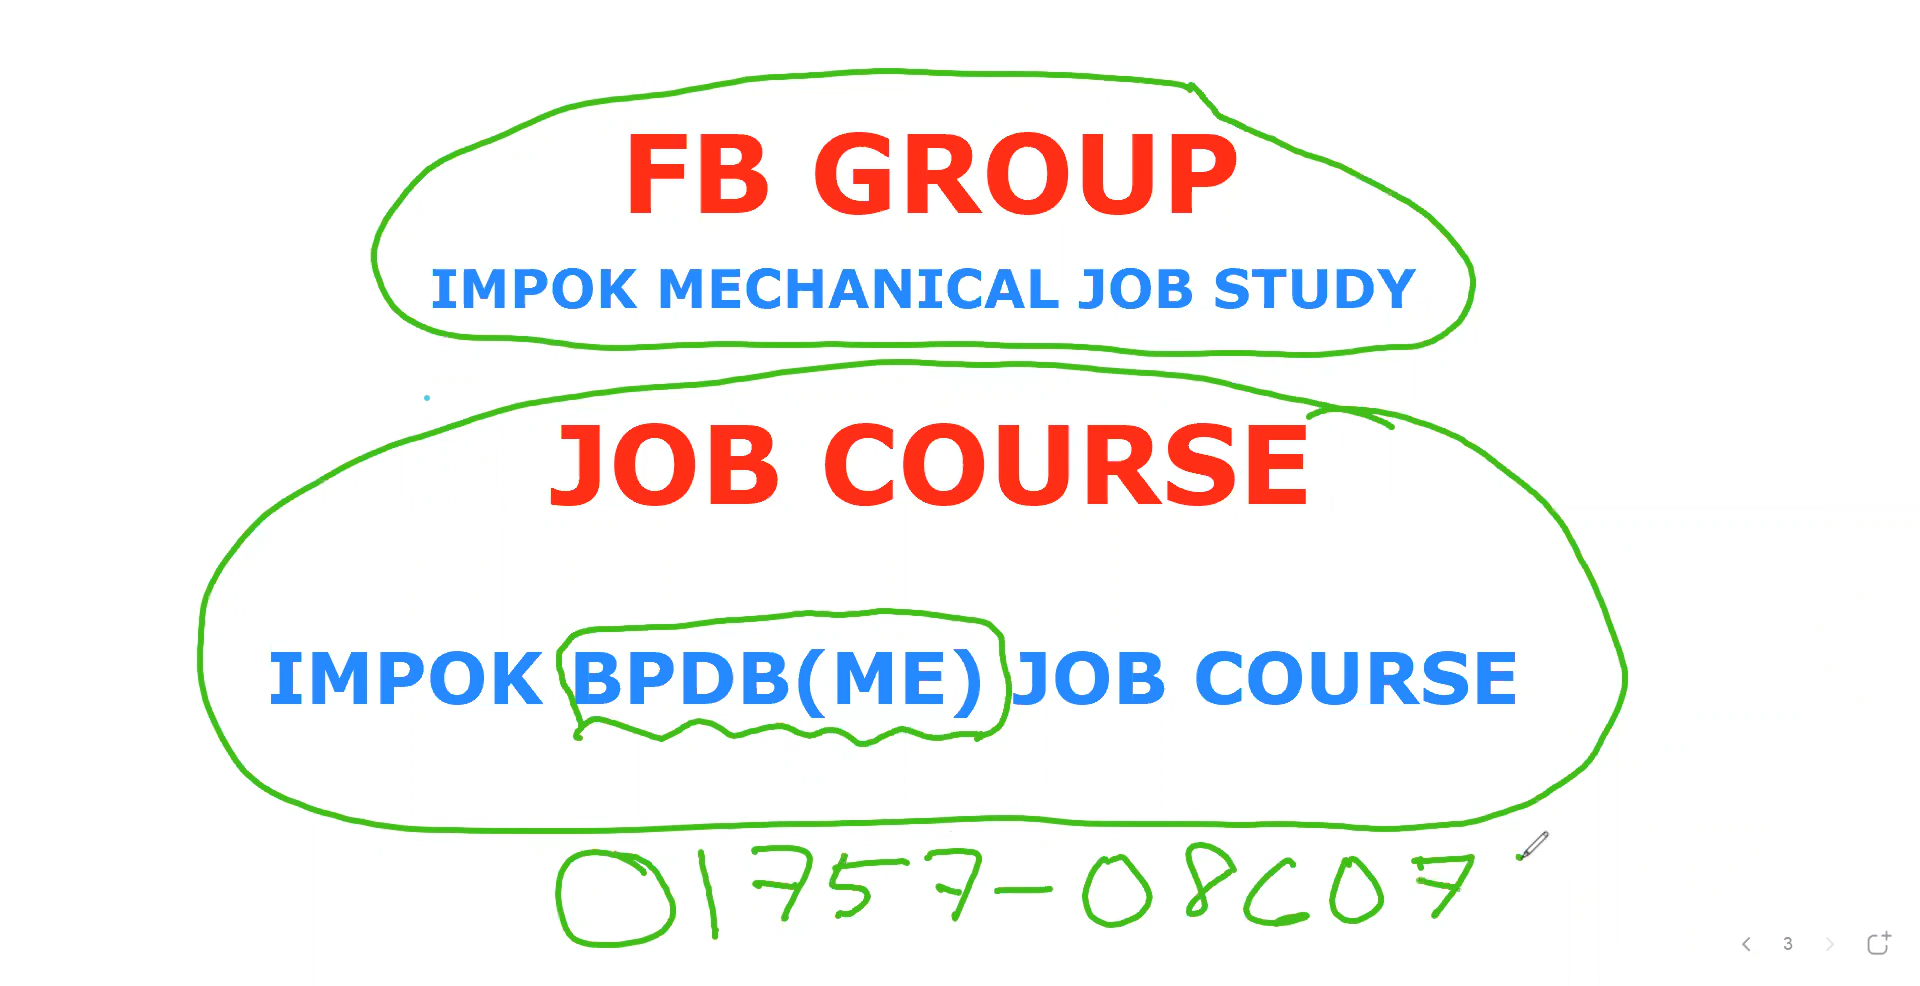 FB GROUP
IMPOK MECHANICAL JOB STUDY
JOB COURSE
IMPOK BPDB(ME) JOB COURSE
01757-08607
3